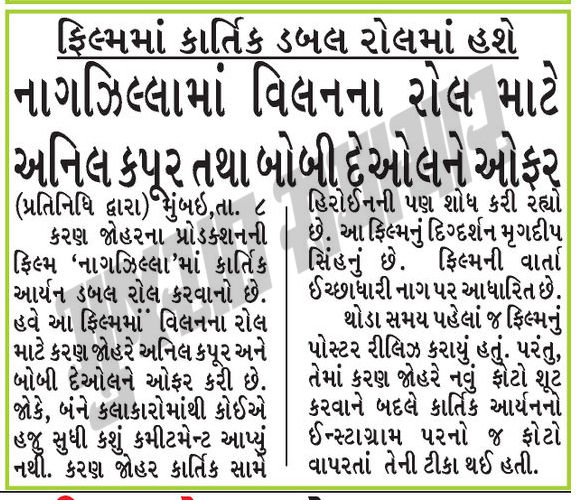 ફિલ્મમાં કાર્તિક ડબલ રોલમાં હશે
નાગઝિલ્લામાં વિલનના રોલ માટે
અનિલ કપૂર તથા બોબી દેઓલને ઓફર
(પ્રતિનિધિ દ્વારા) મુંબઇ,તા. ૮
કરણ જોહરના પ્રોડક્શનની
ફિલ્મ ‘નાગઝિલ્લા’માં કાર્તિક
આર્યન ડબલ રોલ કરવાનો છે.
હવે આ ફિલ્મમાં વિલનના રોલ
માટે કરણ જોહરે અનિલ કપૂર અને
બોબી દેઓલને ઓફર કરી છે.
જોકે, બંને કલાકારોમાંથી કોઈએ
હજુ સુધી કશું કમીટમેન્ટ આપ્યું
નથી. કરણ જોહર કાર્તિક સામે
હિરોઈનની પણ શોધ કરી રહ્યો
છે. આ ફિલ્મનું દિગ્દર્શન મૃગદીપ
સિંહનું છે. ફિલ્મની વાર્તા
ઈચ્છાધારી નાગ પર આધારિત છે.
થોડા સમય પહેલાં જ ફિલ્મનું
પોસ્ટર રીલિઝ કરાયું હતું. પરંતુ,
તેમાં કરણ જોહરે નવું ફોટો શૂટ
કરવાને બદલે કાર્તિક આર્યનનો
ઈન્સ્ટાગ્રામ પરનો જ ફોટો
વાપરતાં તેની ટીકા થઈ હતી.
ગુજરાત સમાચાર